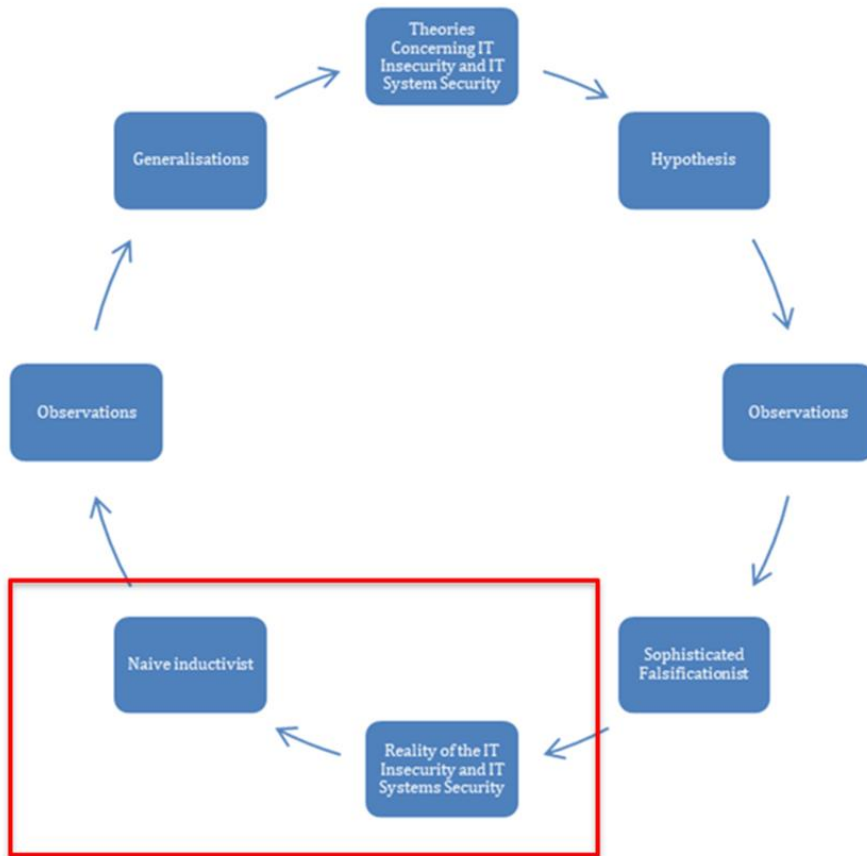 Theories
Concerning IT
Insecurity and IT
System Security
Hypothesis
Observations
Sophisticated
Falsificationist
Reality of the IT
Insecurity and IT
Systems Security
Naive inductivist
Observations
Generalisations